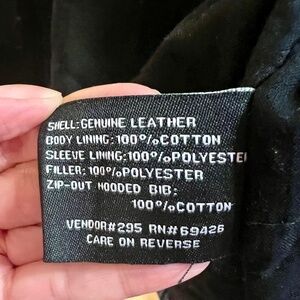 SHELL:GENUINE LEATHER
BODY LINING:100%COTTON
SLEEVE LINING:100%POLYESTER
FILLER:100%POLYESTER
ZIP-OUT HOODED BIB:
100%COTTON
VENDOR#295 RN#69426
CARE ON REVERSE